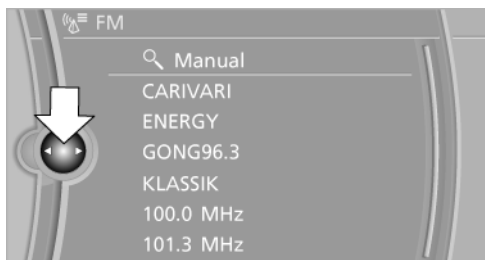 FM
Manual
CARIVARI
ENERGY
GONG96.3
KLASSIK
100.0 MHz
101.3 MHz